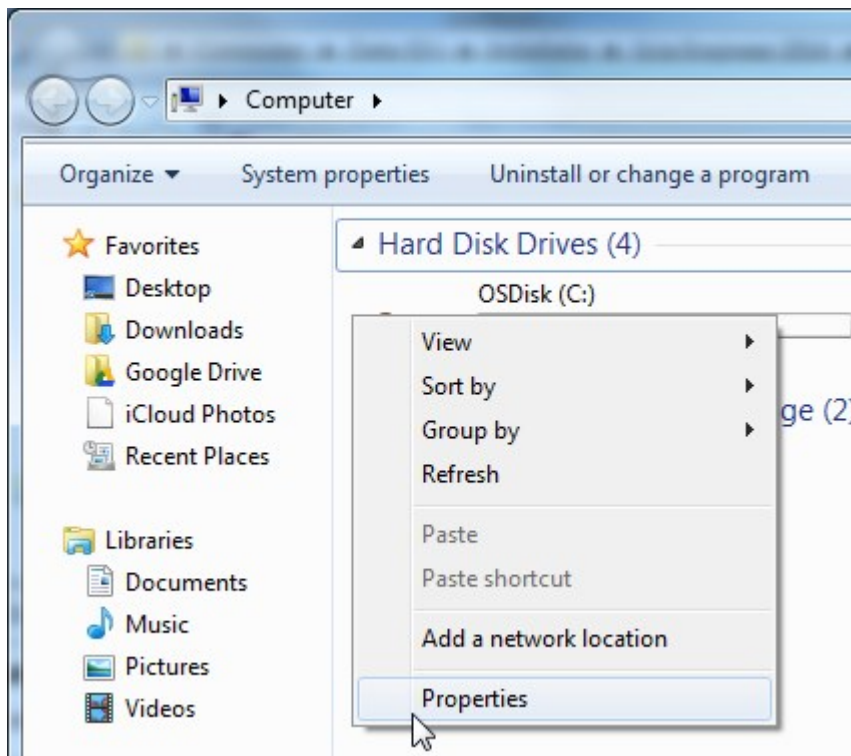 Computer
Organize
System properties
Uninstall or change a program
Favorites
Desktop
Downloads
Google Drive
iCloud Photos
Recent Places
Libraries
Documents
Music
Pictures
Videos
Hard Disk Drives (4)
OSDisk (C:)
(2)
View
Sort by
Group by
Refresh
Paste
Paste shortcut
Add a network location
Properties